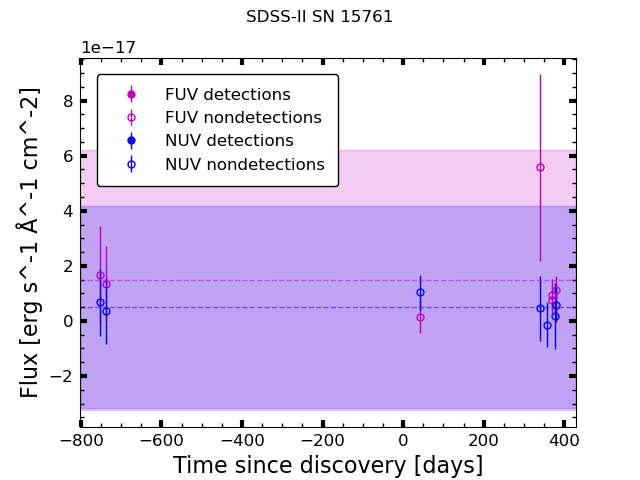 SDSS-II SN 15761
1e−17
FUV detections
FUV nondetections
NUV detections
NUV nondetections
8
6
4
2
0
−2
Flux [erg s^-1 Å^-1 cm^-2]
−800 −600 −400 −200 0 200 400
Time since discovery [days]